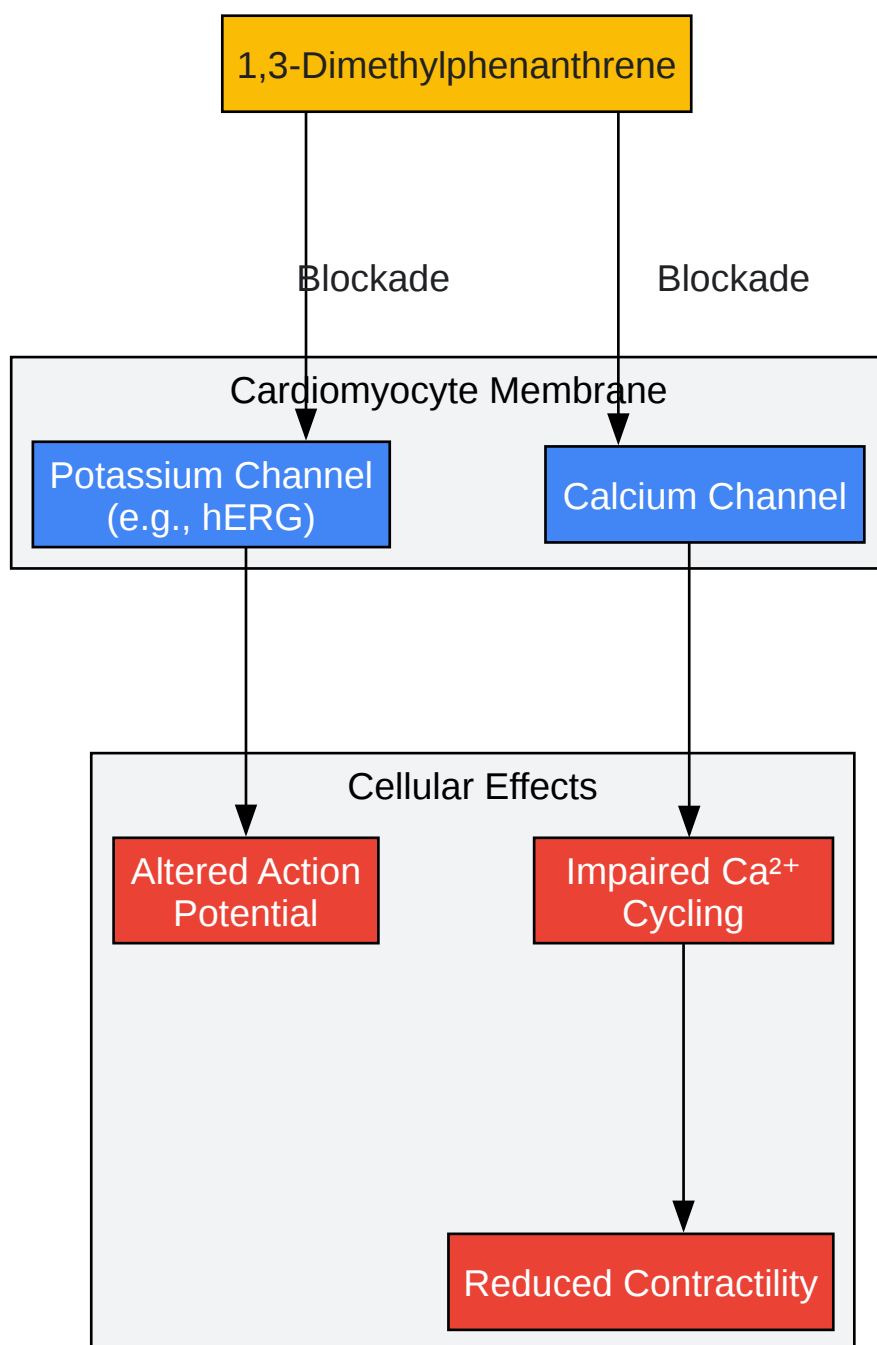 1,3-Dimethylphenanthrene
Blockade
Blockade
Cardiomyocyte Membrane
Potassium Channel
(e.g., hERG)
Calcium Channel
Cellular Effects
Altered Action
Potential
Impaired Ca²⁺
Cycling
Reduced Contractility